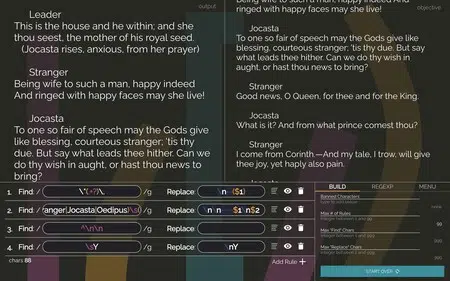 output
objective
Leader
This is the house and he within; and she
thou seest, the mother of his royal seed.
(Jocasta rises, anxious, from her prayer)
Stranger
Being wife to such a man, happy indeed
And ringed with happy faces may she live!
Jocasta
To one so fair of speech may the Gods give
like blessing, courteous stranger; 'tis thy
due. But say what leads thee hither. Can we
do thy wish in aught, or hast thou news to
bring?
And ringed with happy faces may she live!
Jocasta
To one so fair of speech may the Gods give like
blessing, courteous stranger; 'tis thy due. But say
what leads thee hither. Can we do thy wish in
aught, or hast thou news to bring?
Stranger
Good news, O Queen, for thee and for the King.
Jocasta
What is it? And from what prince comest thou?
Stranger
I come from Corinth.—And my tale, I trow, will give
thee joy, yet haply also pain.
1. Find: / /g Replace:
2. Find: / anger|Jocasta|Oedipus /g Replace: \n\n $1\n$2
3. Find: / ^\n\n /g Replace:
4. Find: / \sY /g Replace: \nY
chars 88
Add Rule +
BUILD REGEXP MENU
Banned Characters
none
Max # of Rules
99
Max "Find" Chars
999
Max "Replace" Chars
START OVER